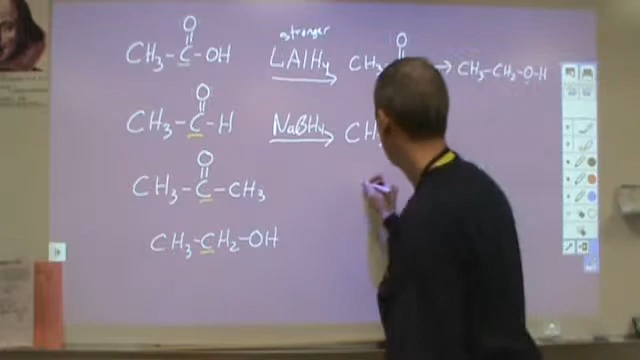 O
CH₃-C-OH
stronger
LAlH₄
O
CH₃
CH₃-CH₂-O-H
O
CH₃-C-H
NaBH₄
CH
O
CH₃-C-CH₃
CH₃-CH₂-OH